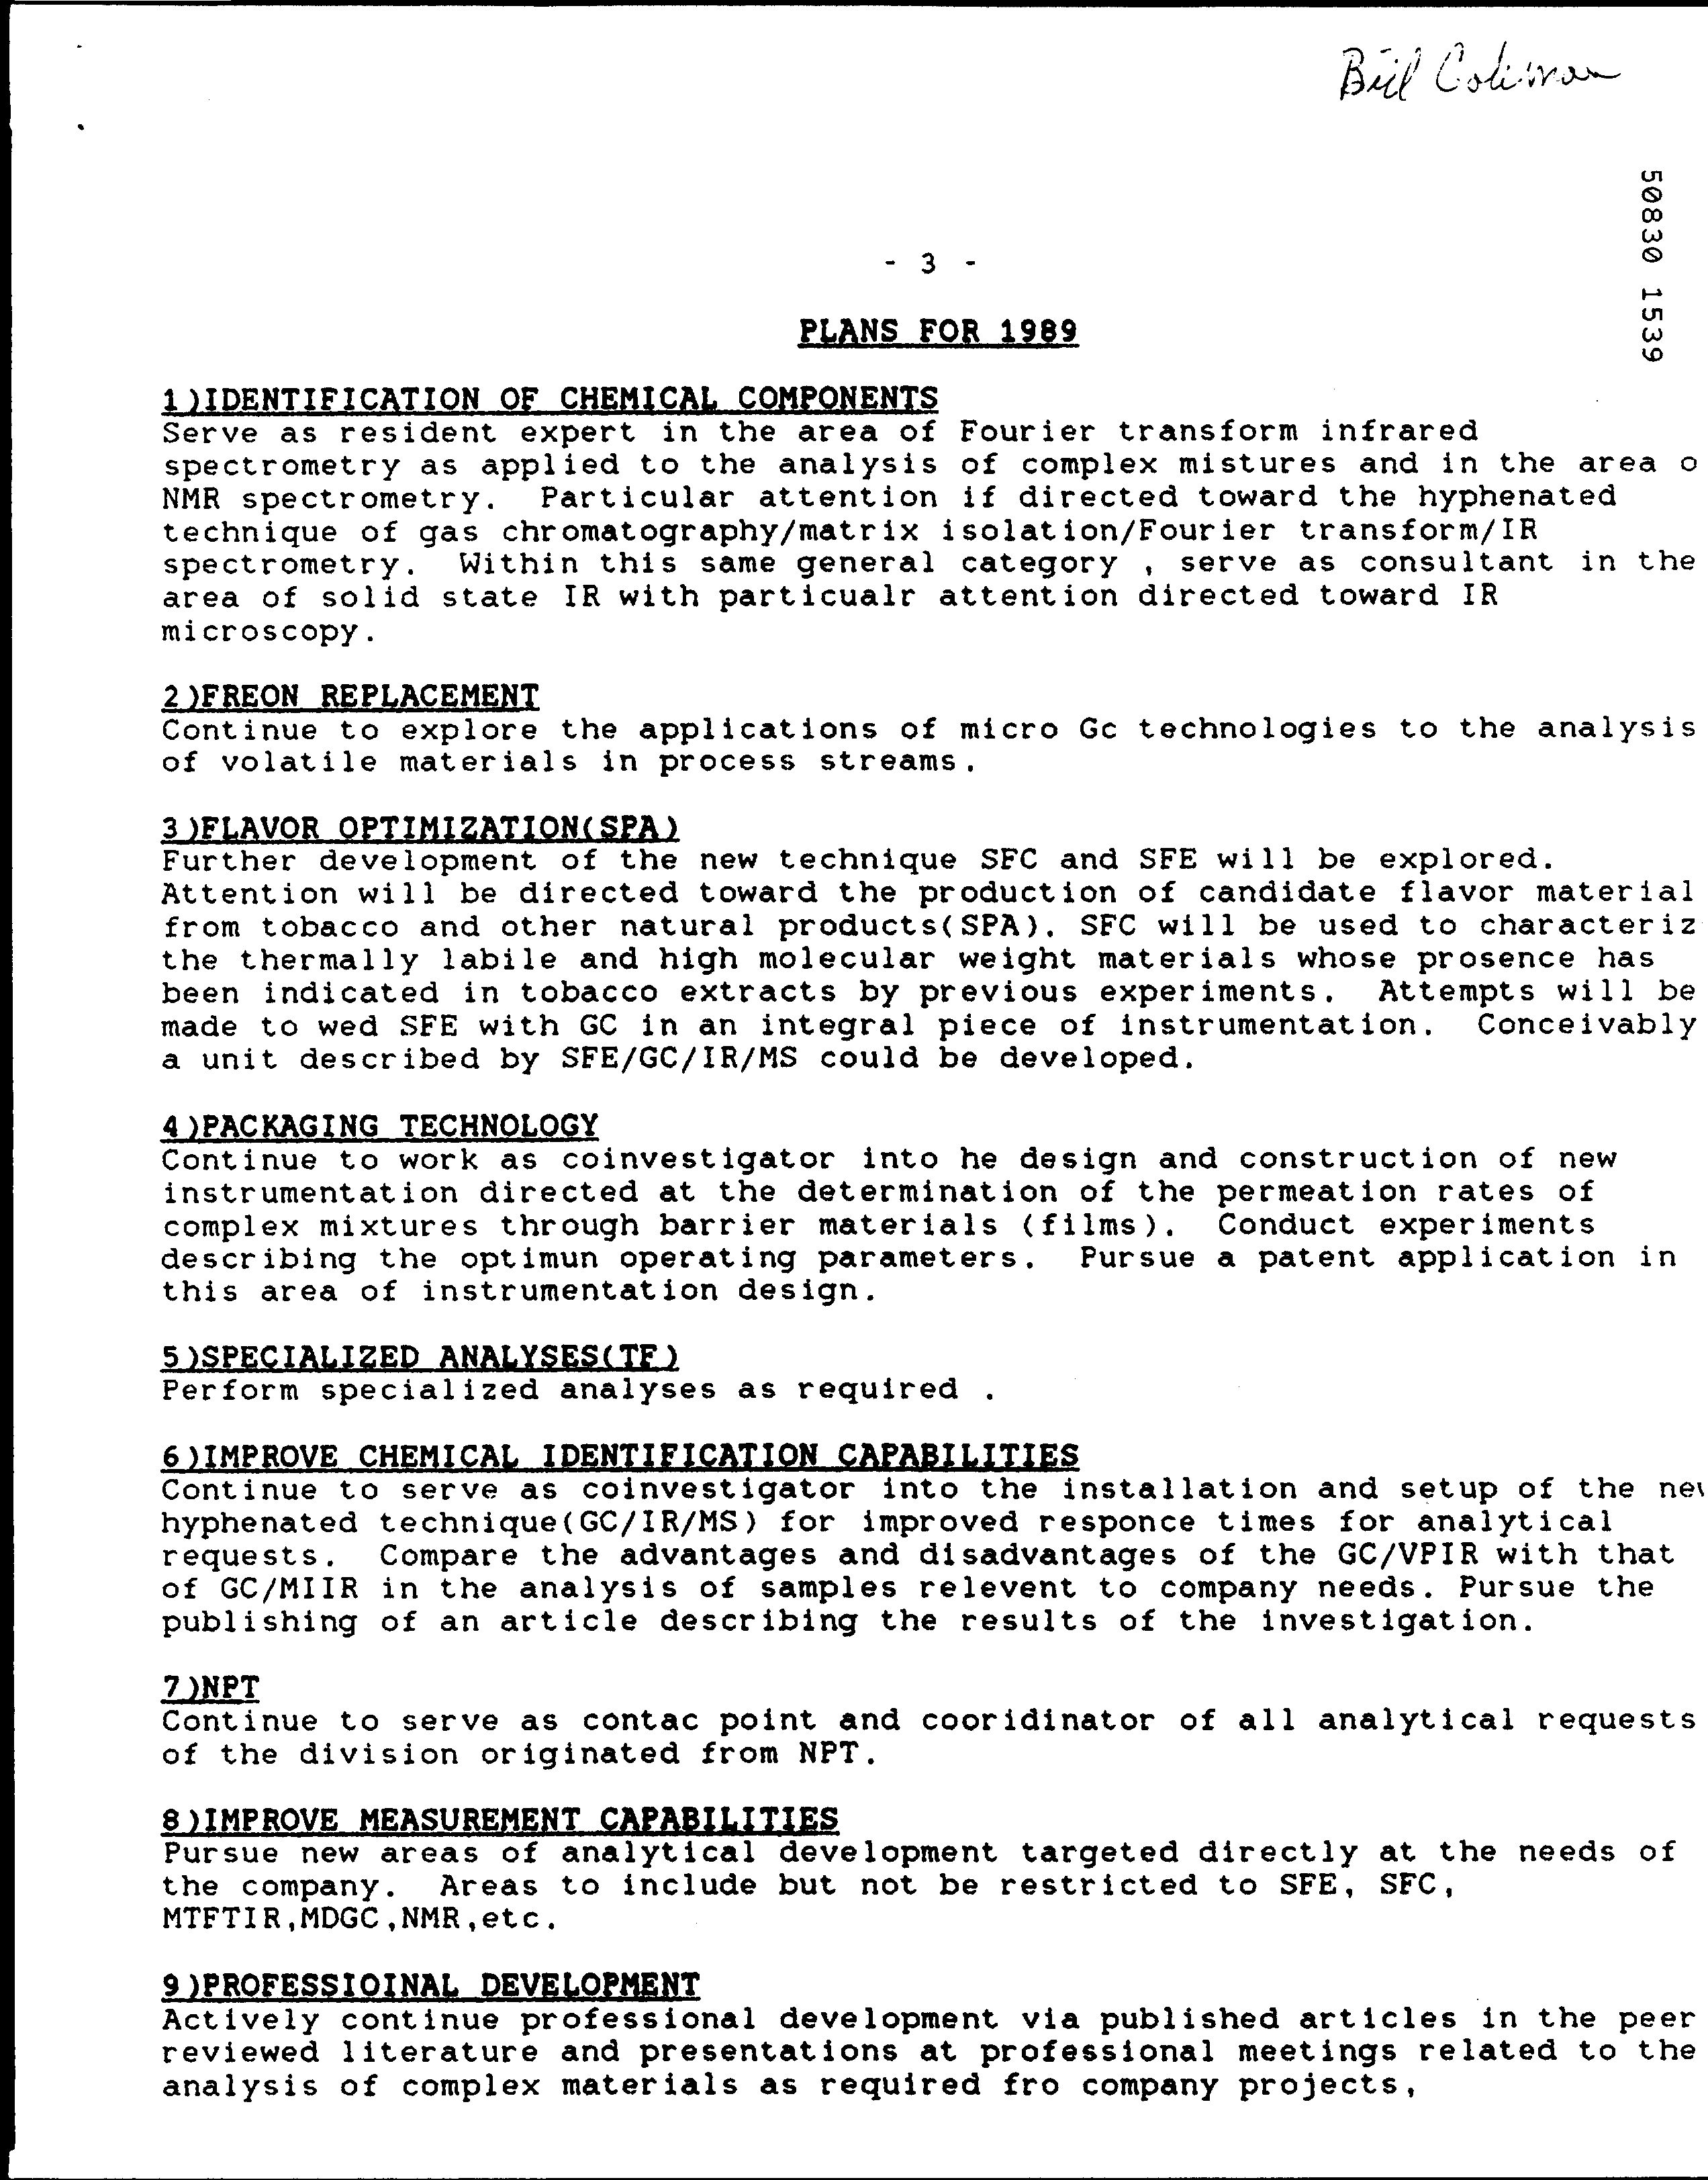 Bill Coleman
50830 1539
- 3 -
PLANS FOR 1989
1)IDENTIFICATION OF CHEMICAL COMPONENTS
Serve as resident expert in the area of Fourier transform infrared
spectrometry as applied to the analysis of complex mistures and in the area o
NMR spectrometry.  Particular attention if directed toward the hyphenated
technique of gas chromatography/matrix isolation/Fourier transform/IR
spectrometry.  Within this same general category , serve as consultant in the
area of solid state IR with particualr attention directed toward IR
microscopy.
2)FREON REPLACEMENT
Continue to explore the applications of micro Gc technologies to the analysis
of volatile materials in process streams.
3)FLAVOR OPTIMIZATION(SPA)
Further development of the new technique SFC and SFE will be explored.
Attention will be directed toward the production of candidate flavor material
from tobacco and other natural products(SPA). SFC will be used to characteriz
the thermally labile and high molecular weight materials whose prosence has
been indicated in tobacco extracts by previous experiments.  Attempts will be
made to wed SFE with GC in an integral piece of instrumentation.  Conceivably
a unit described by SFE/GC/IR/MS could be developed.
4)PACKAGING TECHNOLOGY
Continue to work as coinvestigator into he design and construction of new
instrumentation directed at the determination of the permeation rates of
complex mixtures through barrier materials (films).  Conduct experiments
describing the optimun operating parameters.  Pursue a patent application in
this area of instrumentation design.
5)SPECIALIZED ANALYSES(TF)
Perform specialized analyses as required .
6)IMPROVE CHEMICAL IDENTIFICATION CAPABILITIES
Continue to serve as coinvestigator into the installation and setup of the new
hyphenated technique(GC/IR/MS) for improved responce times for analytical
requests.  Compare the advantages and disadvantages of the GC/VPIR with that
of GC/MIIR in the analysis of samples relevent to company needs. Pursue the
publishing of an article describing the results of the investigation.
7)NPT
Continue to serve as contac point and cooridinator of all analytical requests
of the division originated from NPT.
8)IMPROVE MEASUREMENT CAPABILITIES
Pursue new areas of analytical development targeted directly at the needs of
the company.  Areas to include but not be restricted to SFE, SFC,
MTFTIR,MDGC,NMR,etc.
9)PROFESSIOINAL DEVELOPMENT
Actively continue professional development via published articles in the peer
reviewed literature and presentations at professional meetings related to the
analysis of complex materials as required fro company projects,